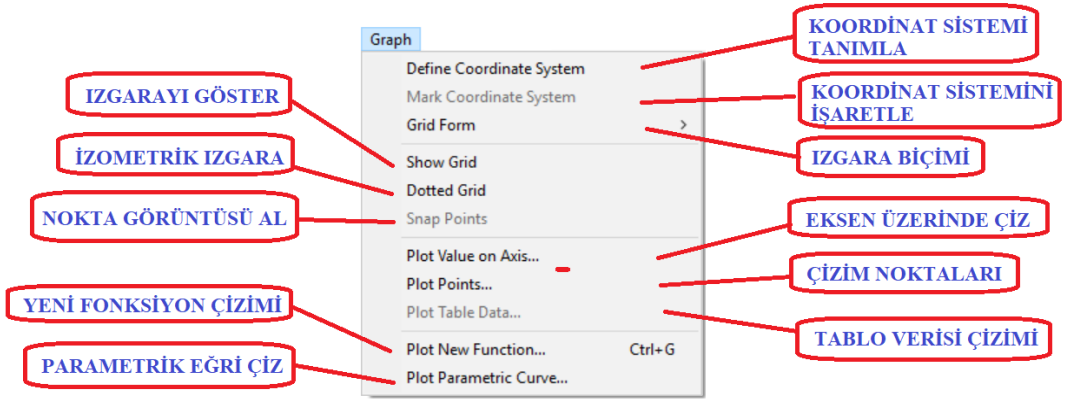 Graph
Define Coordinate System
Mark Coordinate System
Grid Form
Show Grid
Dotted Grid
Snap Points
Plot Value on Axis...
Plot Points...
Plot Table Data...
Plot New Function... Ctrl+G
Plot Parametric Curve...
IZGARAYI GÖSTER
İZOMETRİK IZGARA
NOKTA GÖRÜNTÜSÜ AL
YENİ FONKSİYON ÇİZİMİ
PARAMETRİK EĞRİ ÇİZ
KOORDİNAT SİSTEMİ
TANIMLA
KOORDİNAT SİSTEMİNİ
İŞARETLE
IZGARA BİÇİMİ
EKSEN ÜZERİNDE ÇİZ
ÇİZİM NOKTALARI
TABLO VERİSİ ÇİZİMİ